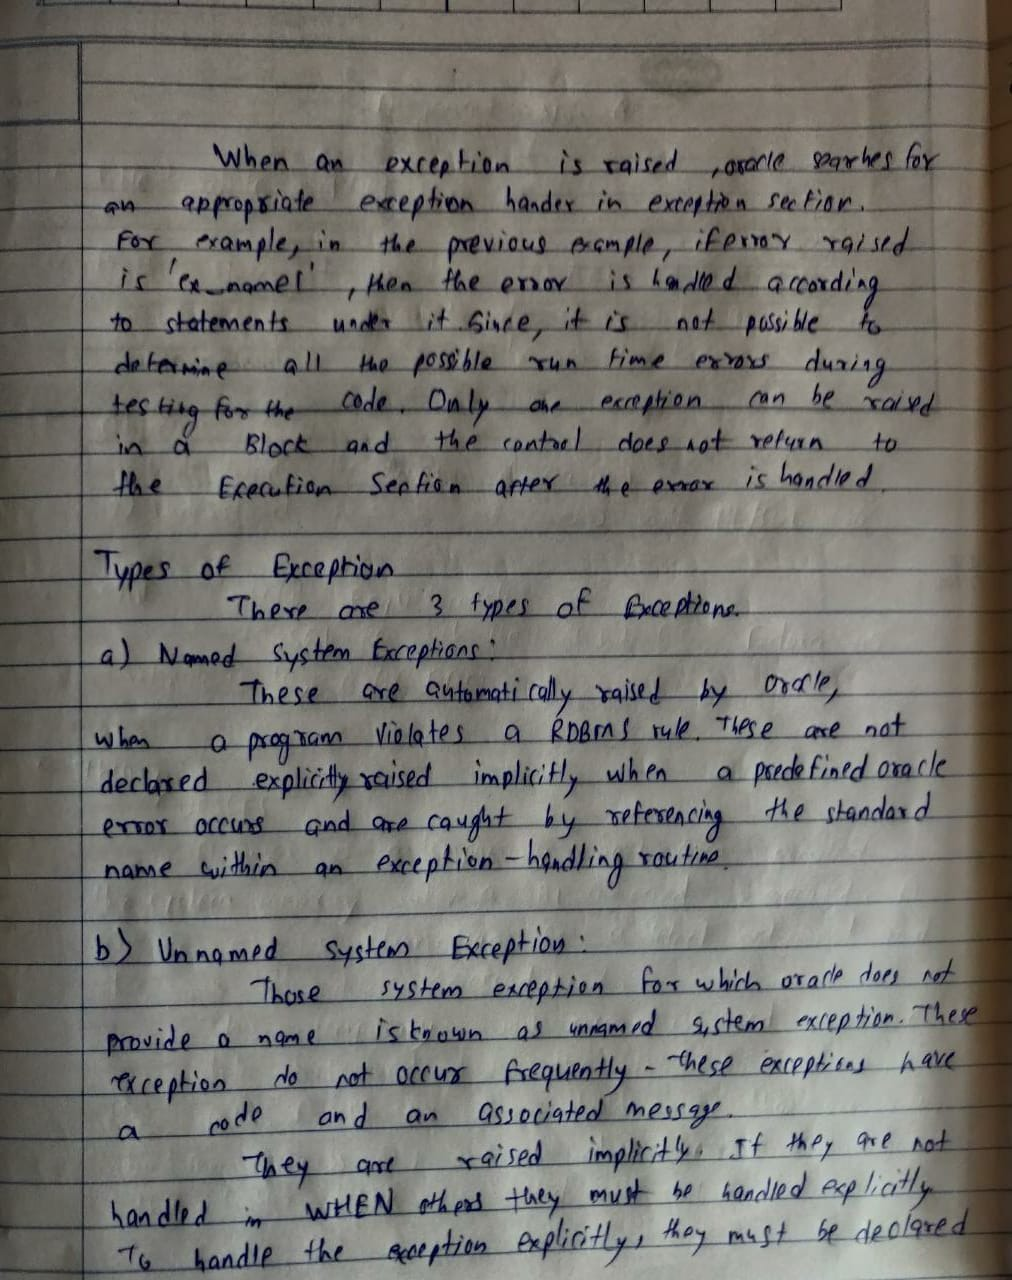 When an exception is raised , oracle searhes for
an appropriate exception hander in exception section.
For example, in the previous example, if error raised
is 'ex_name1' , then the error is handled according
to statements under it. Since, it is not possible to
determine all the possible run time errors during
testing for the code. Only one exception can be raised
in a Block and the control does not return to
the Execution Section after the error is handled.
Types of Exception
There are 3 types of Exceptions.
a) Named System Exceptions:
These are automatically raised by oracle,
when a program violates a RDBMS rule. These are not
declared explicitly raised implicitly when a predefined oracle
error occurs and are caught by referencing the standard
name within an exception-handling routine.
b) Unnamed system Exception:
Those system exception for which oracle does not
provide a name is known as unnamed system exception. These
exception do not occur frequently - These exceptions have
a code and an associated message.
They are raised implicitly. If they are not
handled in WHEN others they must be handled explicitly
To handle the exception explicitly, they must be declared